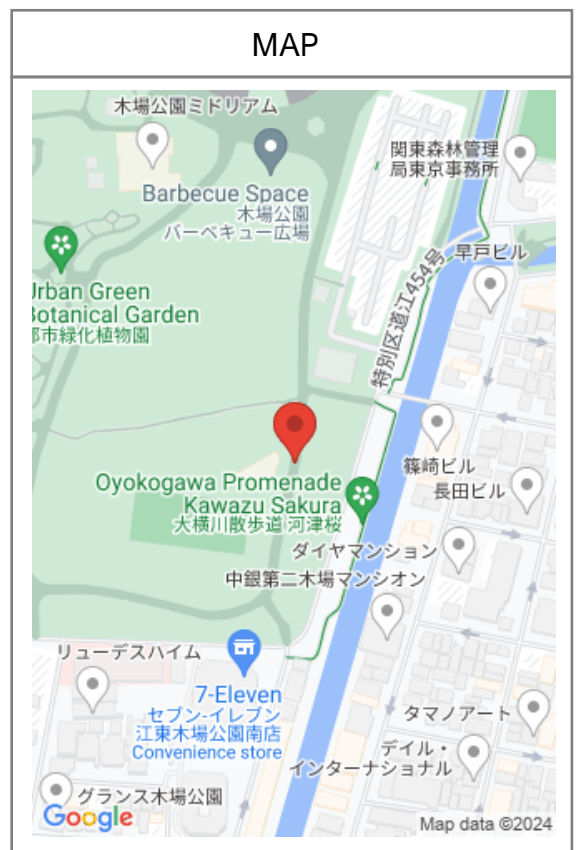 MAP
木場公園ミドリアム
関東森林管理
局東京事務所
Barbecue Space
木場公園
バーベキュー広場
早戸ビル
特別区道江454号
Urban Green
Botanical Garden
都市緑化植物園
篠崎ビル
Oyokogawa Promenade
Kawazu Sakura
大横川散歩道 河津桜
長田ビル
ダイヤマンション
中銀第二木場マンシオン
リューデスハイム
7-Eleven
セブン-イレブン
江東木場公園南店
Convenience store
タマノアート
デイル・
インターナショナル
グランス木場公園
Google
Map data ©2024